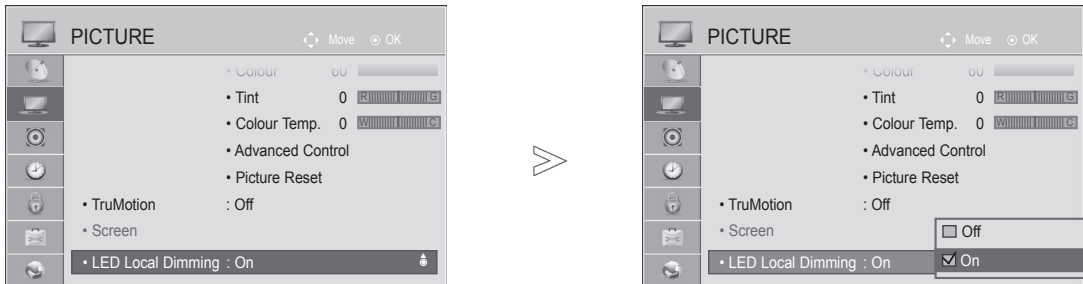 PICTURE
Move OK
• Colour 60
• Tint 0 R G
• Colour Temp. 0 W C
• Advanced Control
• Picture Reset
• TruMotion : Off
• Screen
• LED Local Dimming : On
PICTURE
Move OK
• Colour 60
• Tint 0 R G
• Colour Temp. 0 W C
• Advanced Control
• Picture Reset
• TruMotion : Off
• Screen
Off
• LED Local Dimming : On
On